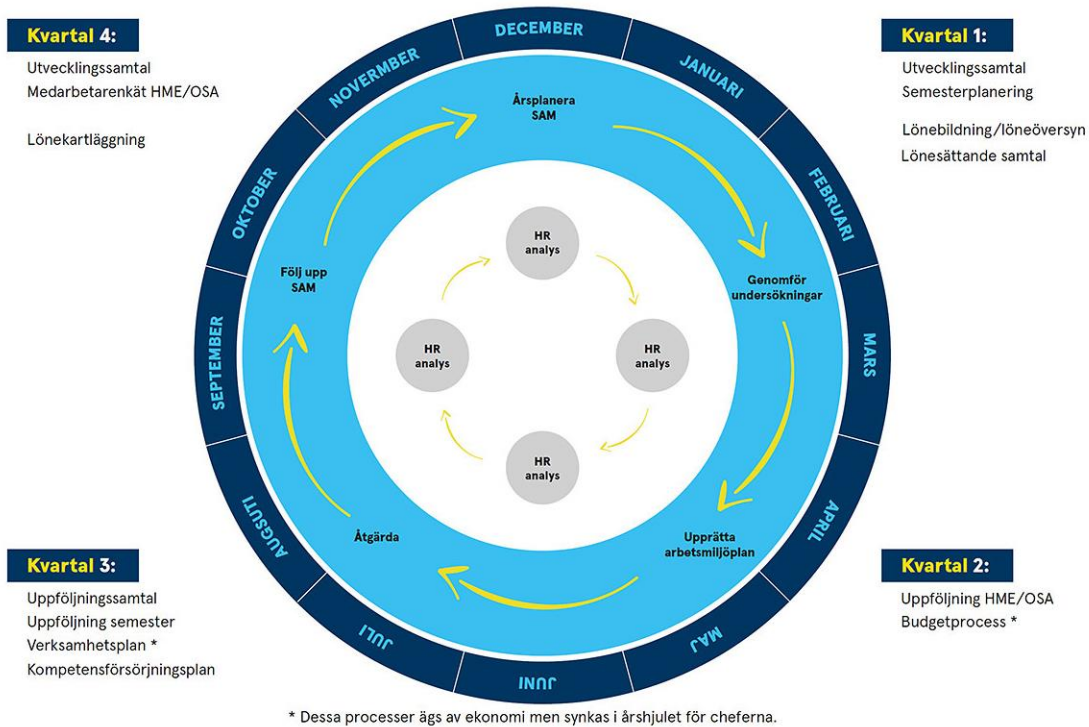 Kvartal 4:
Utvecklingssamtal
Medarbetarenkät HME/OSA
Lönekartläggning
Kvartal 1:
Utvecklingssamtal
Semesterplanering
Lönebildning/löneöversyn
Lönesättande samtal
DECEMBER
JANUARI
FEBRUARI
MARS
APRIL
MAJ
JUNI
JULI
AUGSUTI
SEPTEMBER
OKTOBER
NOVERMBER
Årsplanera
SAM
Genomför
undersökningar
Upprätta
arbetsmiljöplan
Åtgärda
Följ upp
SAM
HR
analys
HR
analys
HR
analys
HR
analys
Kvartal 3:
Uppföljningssamtal
Uppföljning semester
Verksamhetsplan *
Kompetensförsörjningsplan
Kvartal 2:
Uppföljning HME/OSA
Budgetprocess *
* Dessa processer ägs av ekonomi men synkas i årshjulet för cheferna.